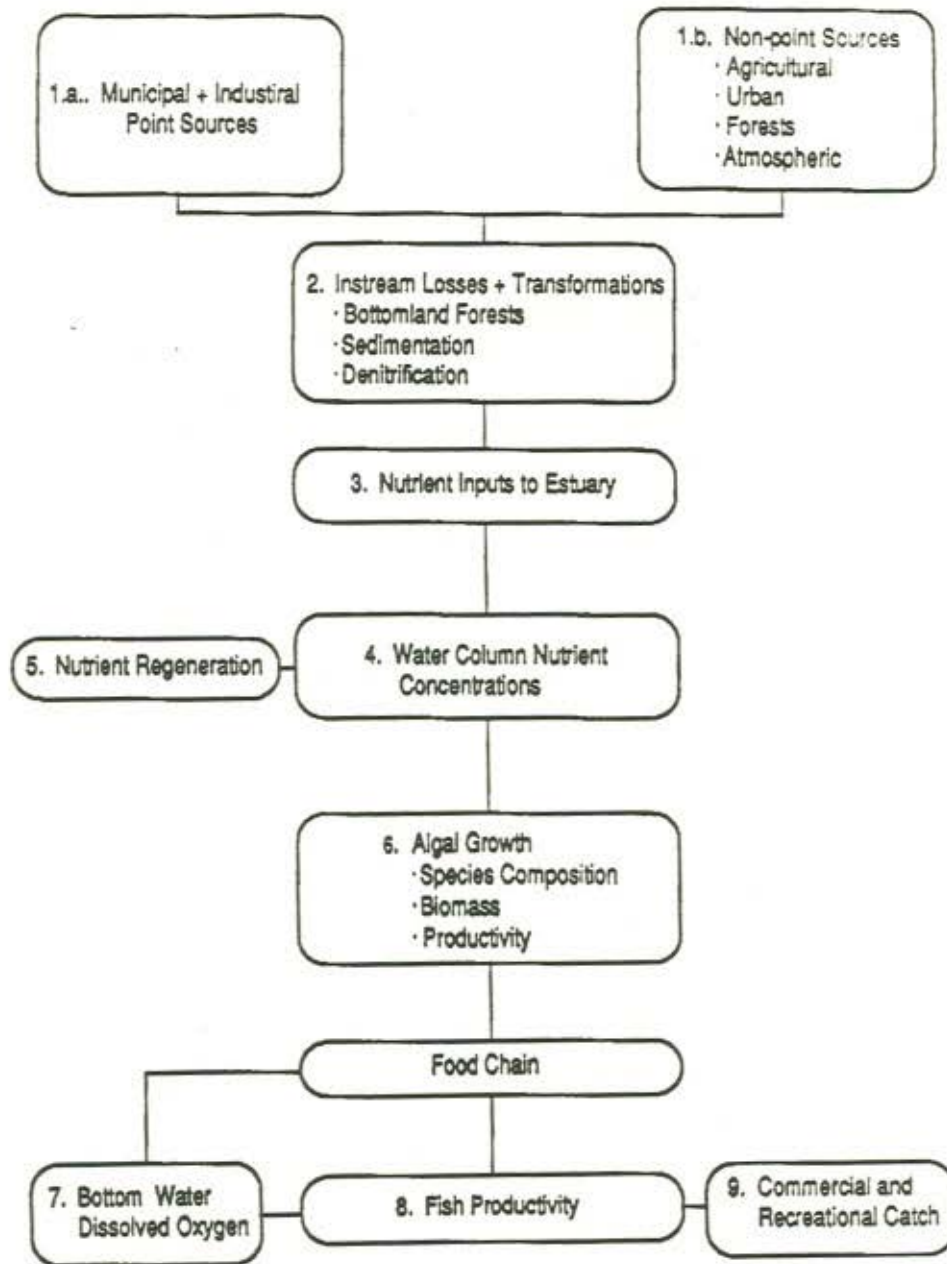 1.a.. Municipal + Industiral
Point Sources
1.b. Non-point Sources
· Agricultural
· Urban
· Forests
· Atmospheric
2. Instream Losses + Transformations
· Bottomland Forests
· Sedimentation
· Denitrification
3. Nutrient Inputs to Estuary
5. Nutrient Regeneration
4. Water Column Nutrient
Concentrations
6. Algal Growth
· Species Composition
· Biomass
· Productivity
Food Chain
7. Bottom Water
Dissolved Oxygen
8. Fish Productivity
9. Commercial and
Recreational Catch